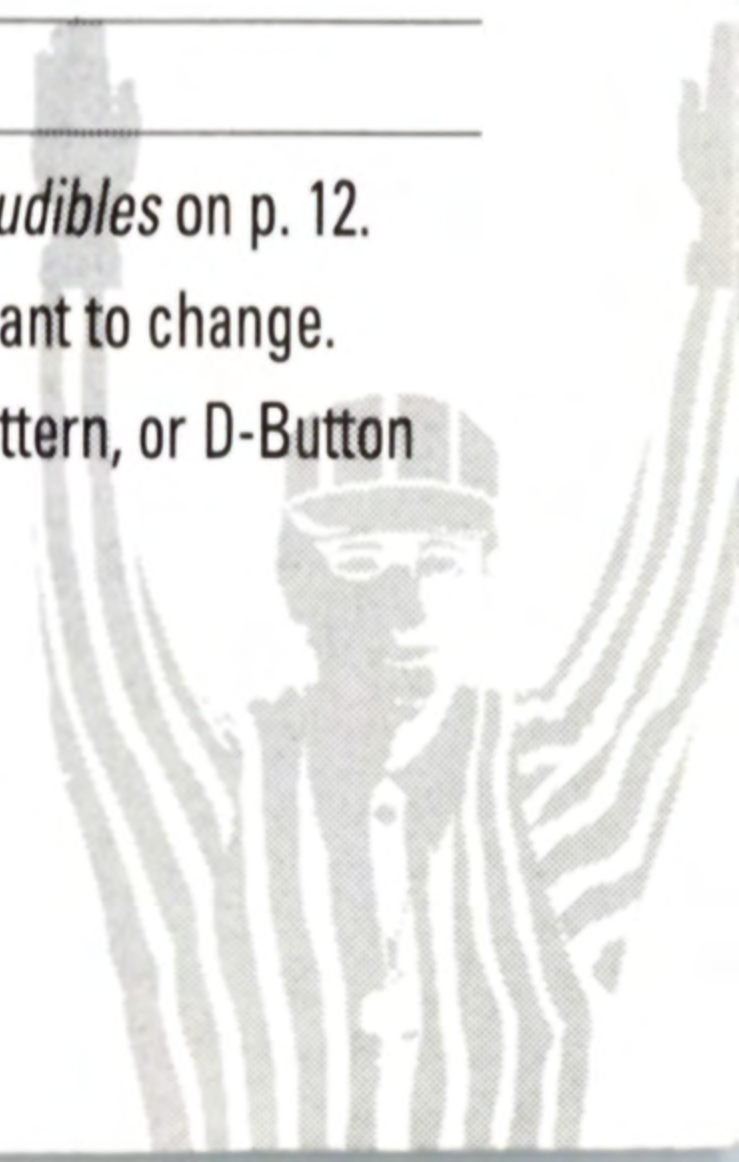 udibles on p. 12.
ant to change.
ttern, or D-Button